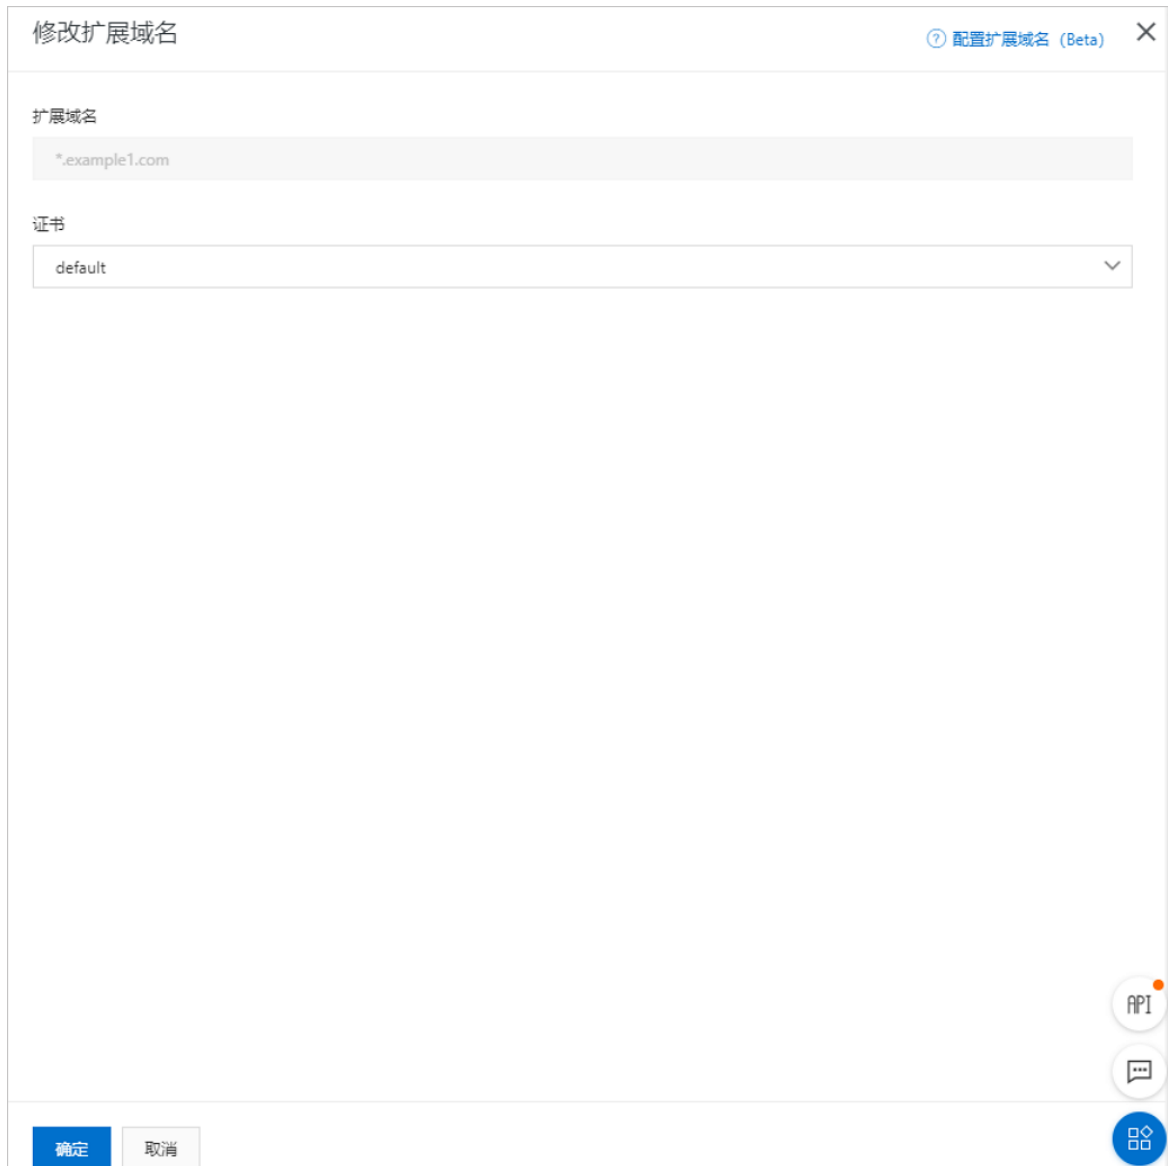 修改扩展域名
配置扩展域名 (Beta)
扩展域名
*.example1.com
证书
default
API
确定
取消